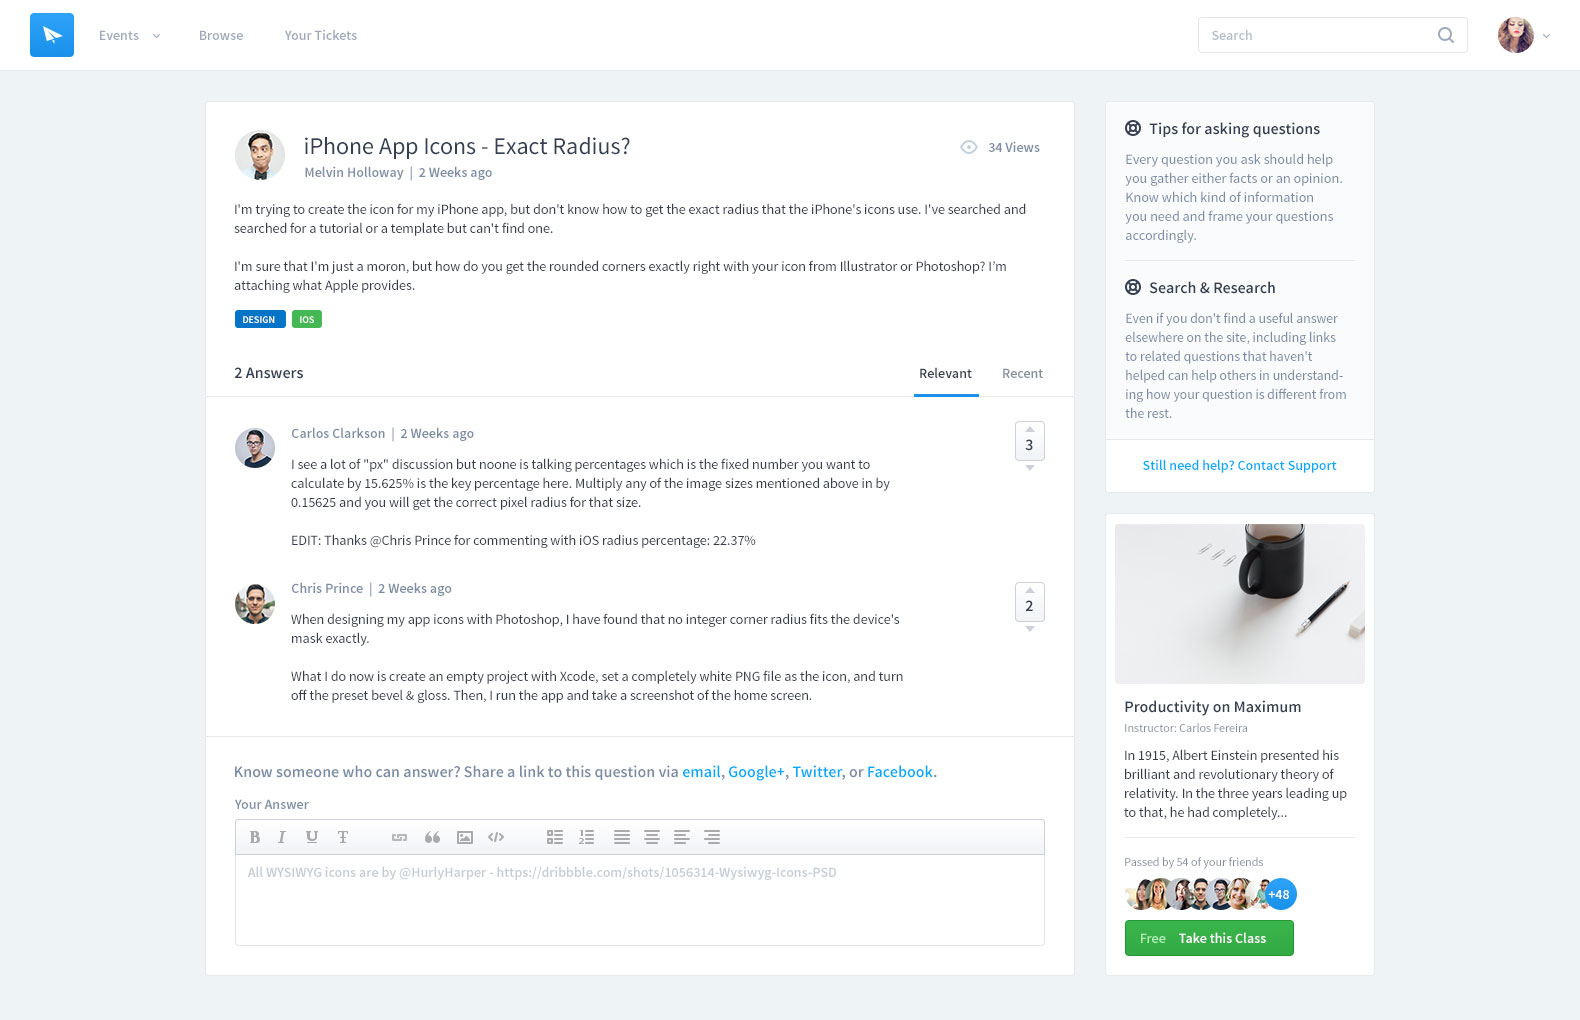 Events
Browse
Your Tickets
Search
iPhone App Icons - Exact Radius?
34 Views
Melvin Holloway | 2 Weeks ago
I'm trying to create the icon for my iPhone app, but don't know how to get the exact radius that the iPhone's icons use. I've searched and
searched for a tutorial or a template but can't find one.
I'm sure that I'm just a moron, but how do you get the rounded corners exactly right with your icon from Illustrator or Photoshop? I'm
attaching what Apple provides.
DESIGN
IOS
2 Answers
Relevant
Recent
Carlos Clarkson | 2 Weeks ago
3
I see a lot of "px" discussion but noone is talking percentages which is the fixed number you want to
calculate by 15.625% is the key percentage here. Multiply any of the image sizes mentioned above in by
0.15625 and you will get the correct pixel radius for that size.
EDIT: Thanks @Chris Prince for commenting with iOS radius percentage: 22.37%
Chris Prince | 2 Weeks ago
2
When designing my app icons with Photoshop, I have found that no integer corner radius fits the device's
mask exactly.
What I do now is create an empty project with Xcode, set a completely white PNG file as the icon, and turn
off the preset bevel & gloss. Then, I run the app and take a screenshot of the home screen.
Know someone who can answer? Share a link to this question via email, Google+, Twitter, or Facebook.
Your Answer
All WYSIWYG icons are by @HurlyHarper - https://dribbble.com/shots/1056314-Wysiwyg-Icons-PSD
Tips for asking questions
Every question you ask should help
you gather either facts or an opinion.
Know which kind of information
you need and frame your questions
accordingly.
Search & Research
Even if you don't find a useful answer
elsewhere on the site, including links
to related questions that haven't
helped can help others in understand-
ing how your question is different from
the rest.
Still need help? Contact Support
Productivity on Maximum
Instructor: Carlos Fereira
In 1915, Albert Einstein presented his
brilliant and revolutionary theory of
relativity. In the three years leading up
to that, he had completely...
Passed by 54 of your friends
+48
Free Take this Class